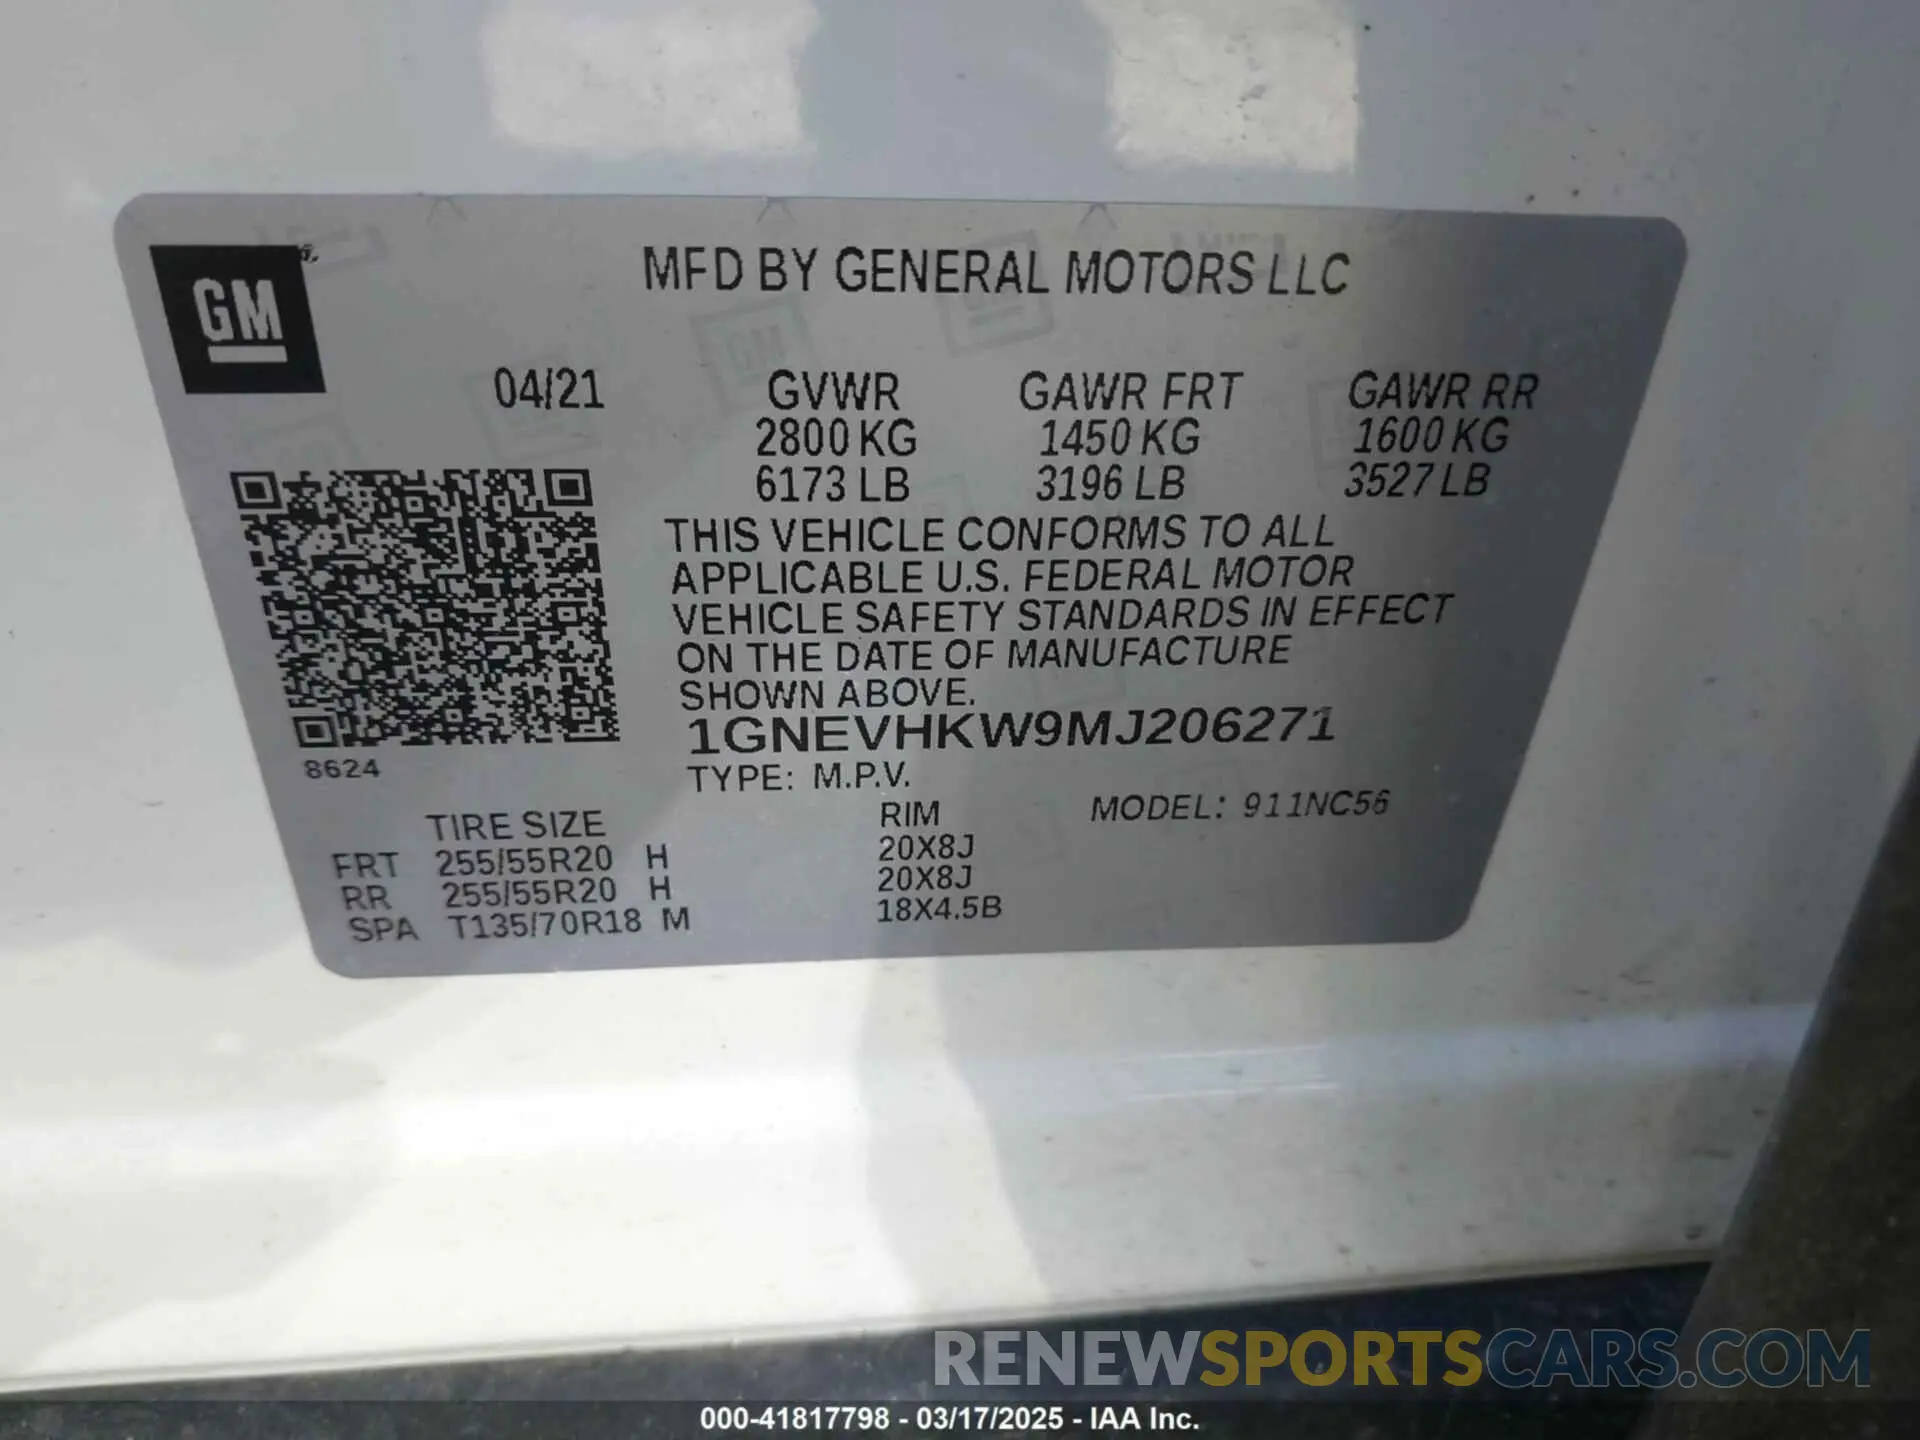 GM
MFD BY GENERAL MOTORS LLC
04/21 GVWR GAWR FRT GAWR RR
2800 KG 1450 KG 1600 KG
6173 LB 3196 LB 3527 LB
THIS VEHICLE CONFORMS TO ALL
APPLICABLE U.S. FEDERAL MOTOR
VEHICLE SAFETY STANDARDS IN EFFECT
ON THE DATE OF MANUFACTURE
SHOWN ABOVE.
1GNEVHKW9MJ206271
8624
TYPE: M.P.V.
TIRE SIZE RIM MODEL: 911NC56
FRT 255/55R20 H 20X8J
RR 255/55R20 H 20X8J
SPA T135/70R18 M 18X4.5B
RENEWSPORTSCARS.COM
000-41817798 - 03/17/2025 - IAA Inc.